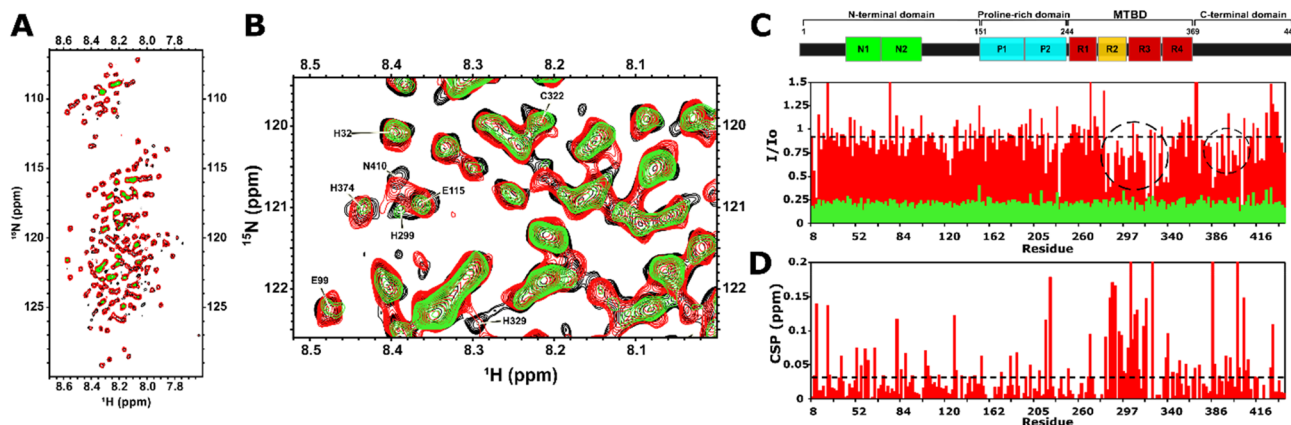 A
8.6 8.4 8.2 8.0 7.8
110
115
120
125
110
115
120
125
¹⁵N (ppm)
8.6 8.4 8.2 8.0 7.8
¹H (ppm)
B
8.5 8.4 8.3 8.2 8.1
120
121
122
120
121
122
¹⁵N (ppm)
C322
H32
N410
H374
E115
H299
E99
H329
8.5 8.4 8.3 8.2 8.1
¹H (ppm)
C
N-terminal domain Proline-rich domain MTBD C-terminal domain
1 151 244 369
N1 N2 P1 P2 R1 R2 R3 R4
1.5
1.25
1
0.75
0.5
0.25
0
I/Io
8 52 84 120 162 205 260 297 340 386 416
Residue
D
0.2
0.15
0.1
0.05
0
CSP (ppm)
8 52 84 120 162 205 260 297 340 386 416
Residue